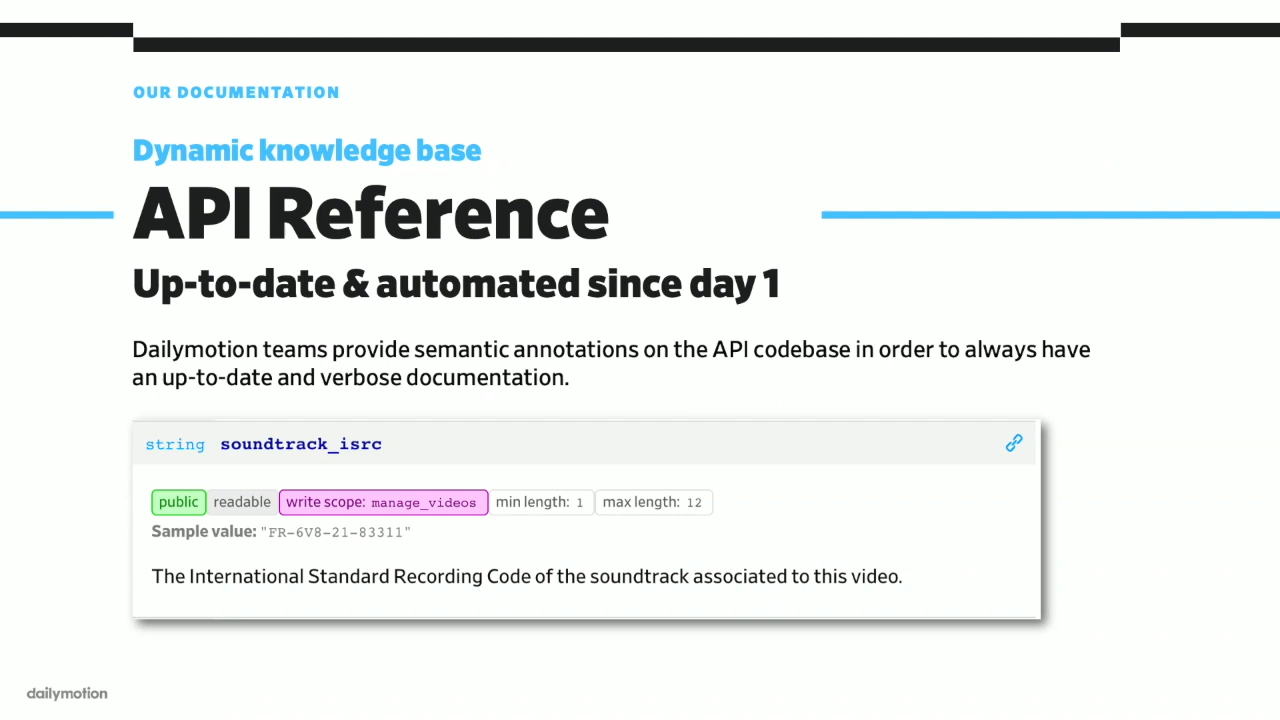 OUR DOCUMENTATION
Dynamic knowledge base
API Reference
Up-to-date & automated since day 1
Dailymotion teams provide semantic annotations on the API codebase in order to always have
an up-to-date and verbose documentation.
string soundtrack_isrc
public readable write scope: manage_videos min length: 1 max length: 12
Sample value: "FR-6V8-21-83311"
The International Standard Recording Code of the soundtrack associated to this video.
dailymotion